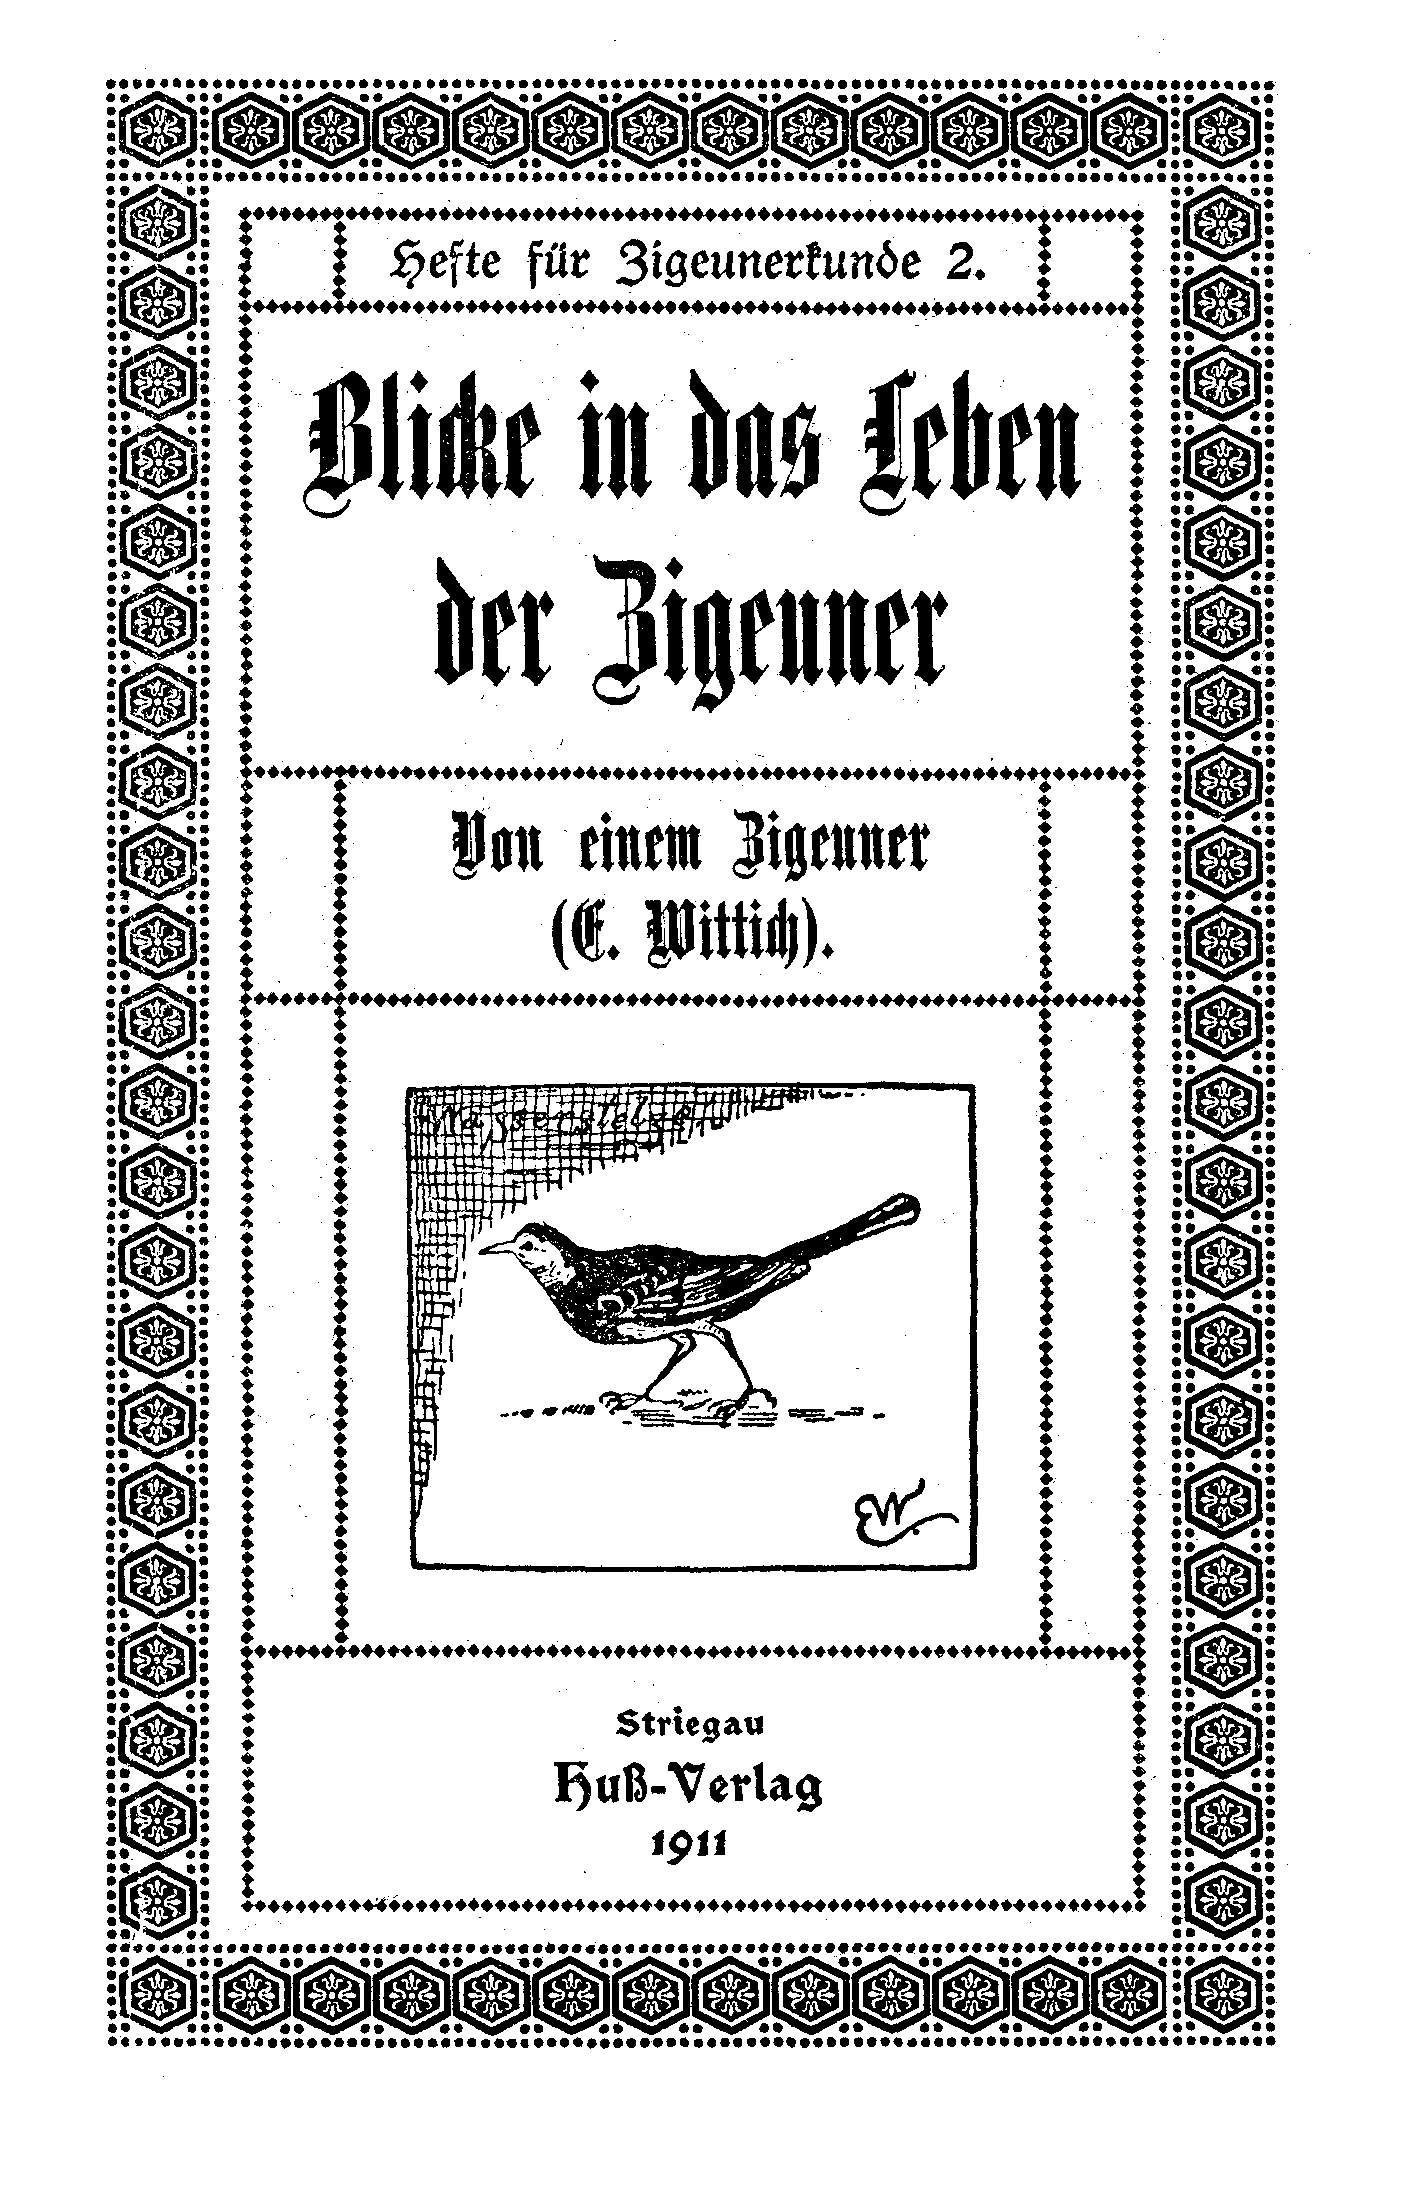 Hefte für Zigeunerkunde 2.
Blicke in das Leben
der Zigeuner
Von einem Zigeuner
(E. Wittich).
Wasserstelze
EW.
Striegau
Huß-Verlag
1911